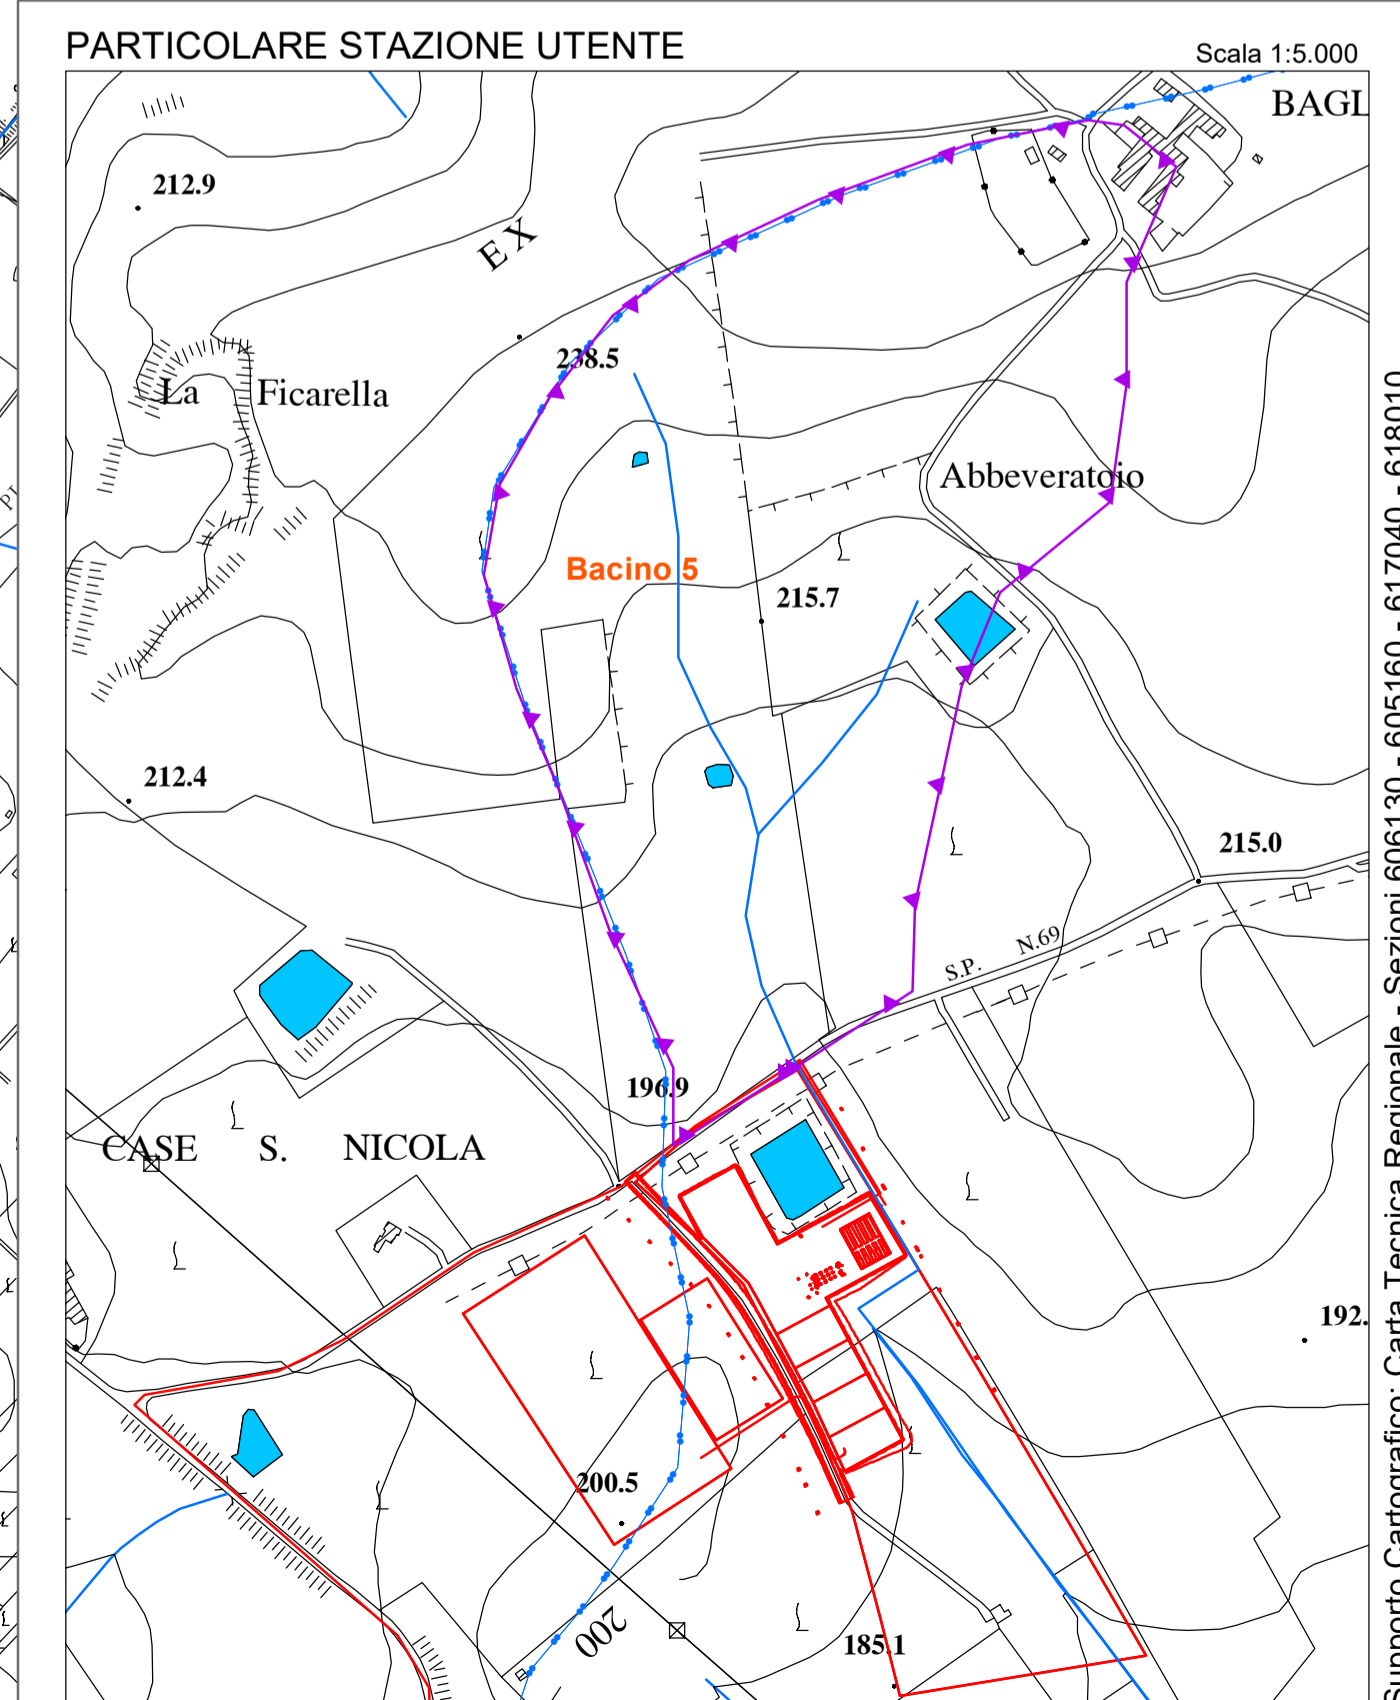 PARTICOLARE STAZIONE UTENTE
Scala 1:5.000
BAGL
212.9
EX
238.5
La Ficarella
Abbeveratoio
Bacino 5
215.7
212.4
215.0
S.P. N.69
196.9
CASE S. NICOLA
192.
200.5
200
185.1
Supporto Cartografico: Carta Tecnica Regionale - Sezioni 606130 - 605160 - 617040 - 618010